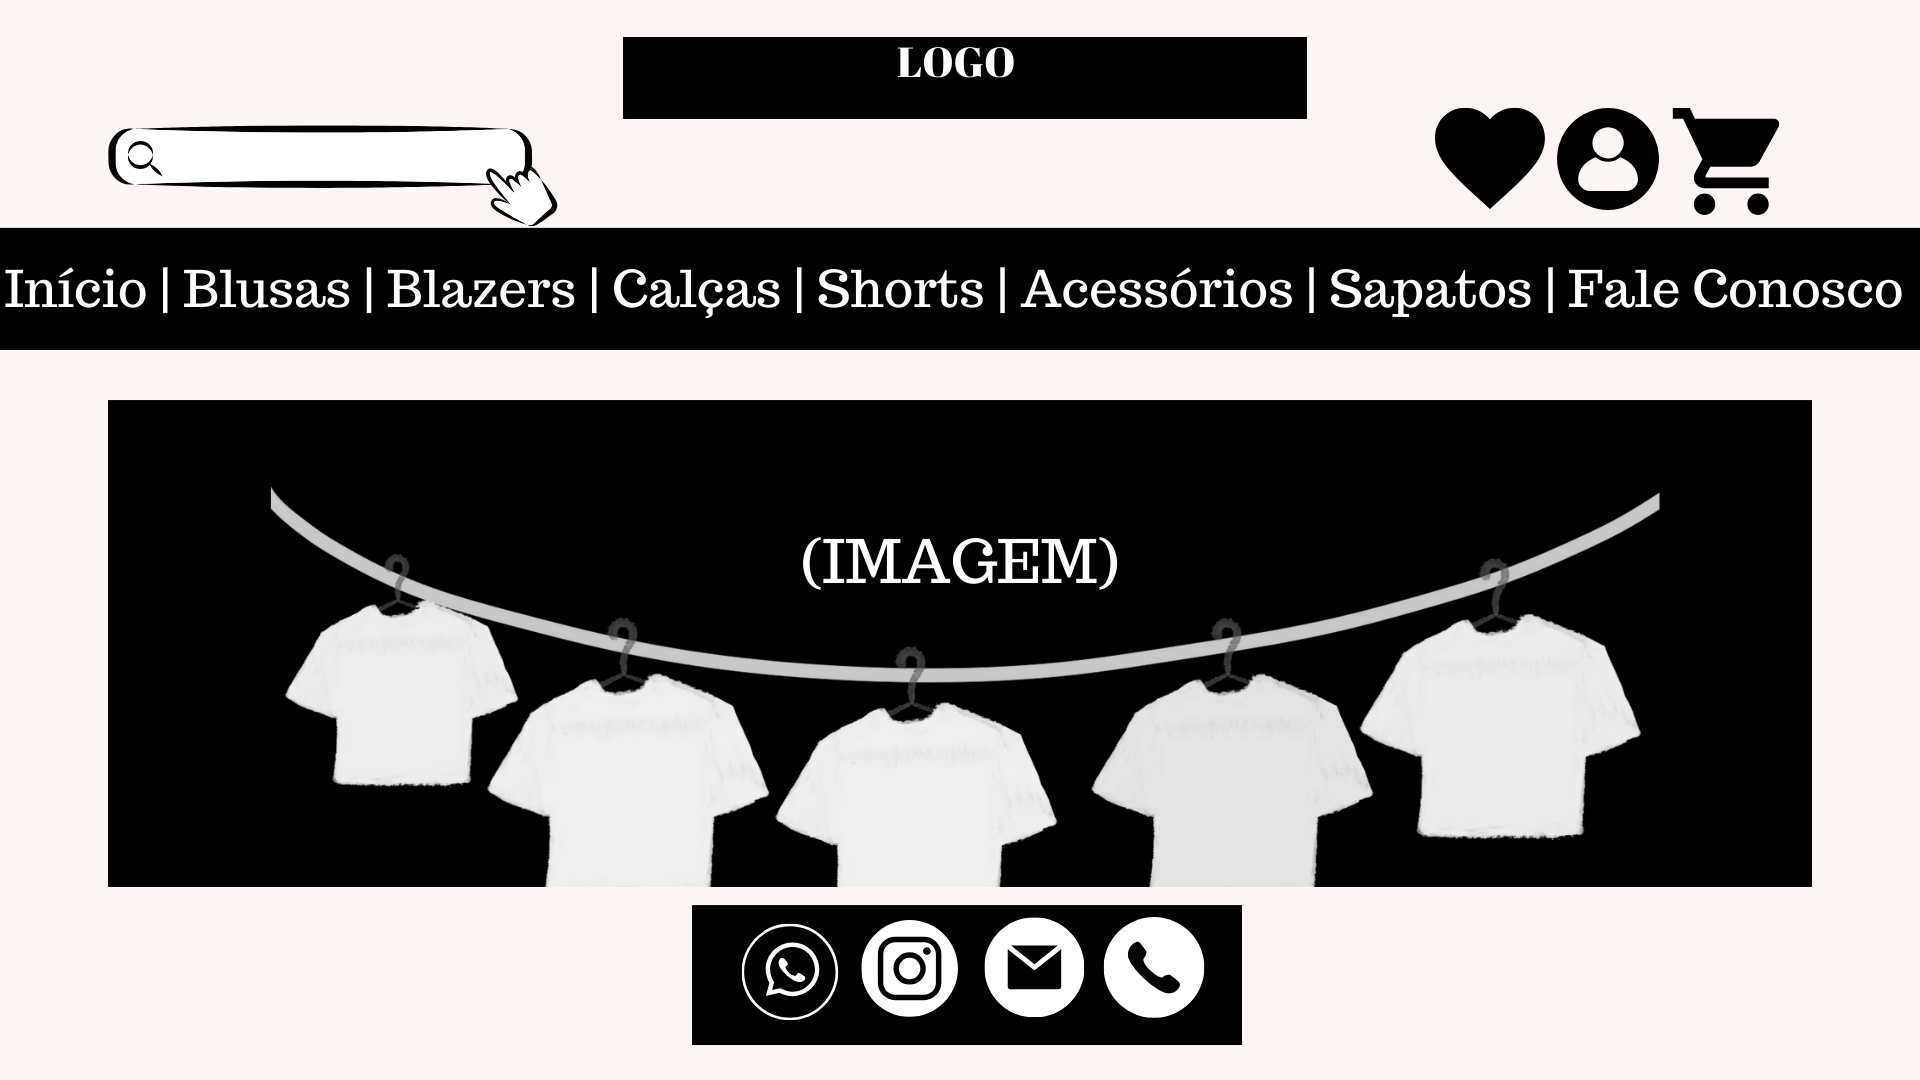 LOGO
Início | Blusas | Blazers | Calças | Shorts | Acessórios | Sapatos | Fale Conosco
(IMAGEM)